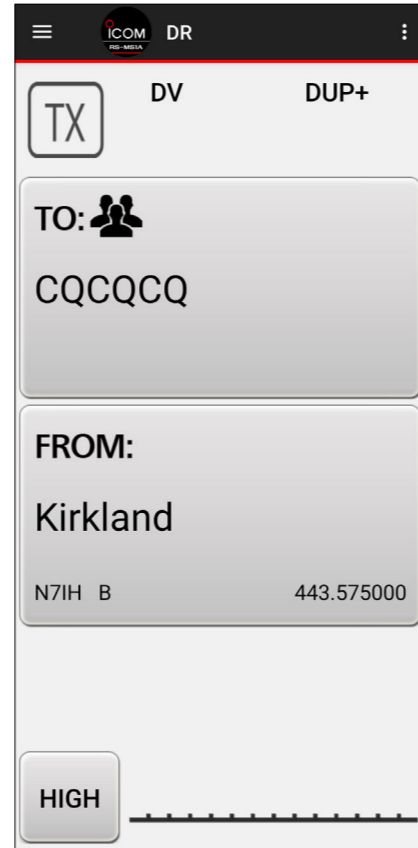 ICOM
RS-MS1A
DR
TX
DV DUP+
TO:
CQCQCQ
FROM:
Kirkland
N7IH B 443.575000
HIGH